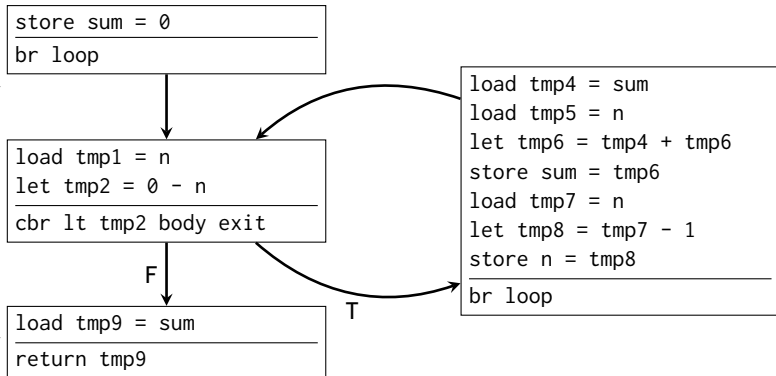 store sum = 0
br loop
load tmp1 = n
let tmp2 = 0 - n
cbr lt tmp2 body exit
F
T
load tmp9 = sum
return tmp9
load tmp4 = sum
load tmp5 = n
let tmp6 = tmp4 + tmp6
store sum = tmp6
load tmp7 = n
let tmp8 = tmp7 - 1
store n = tmp8
br loop